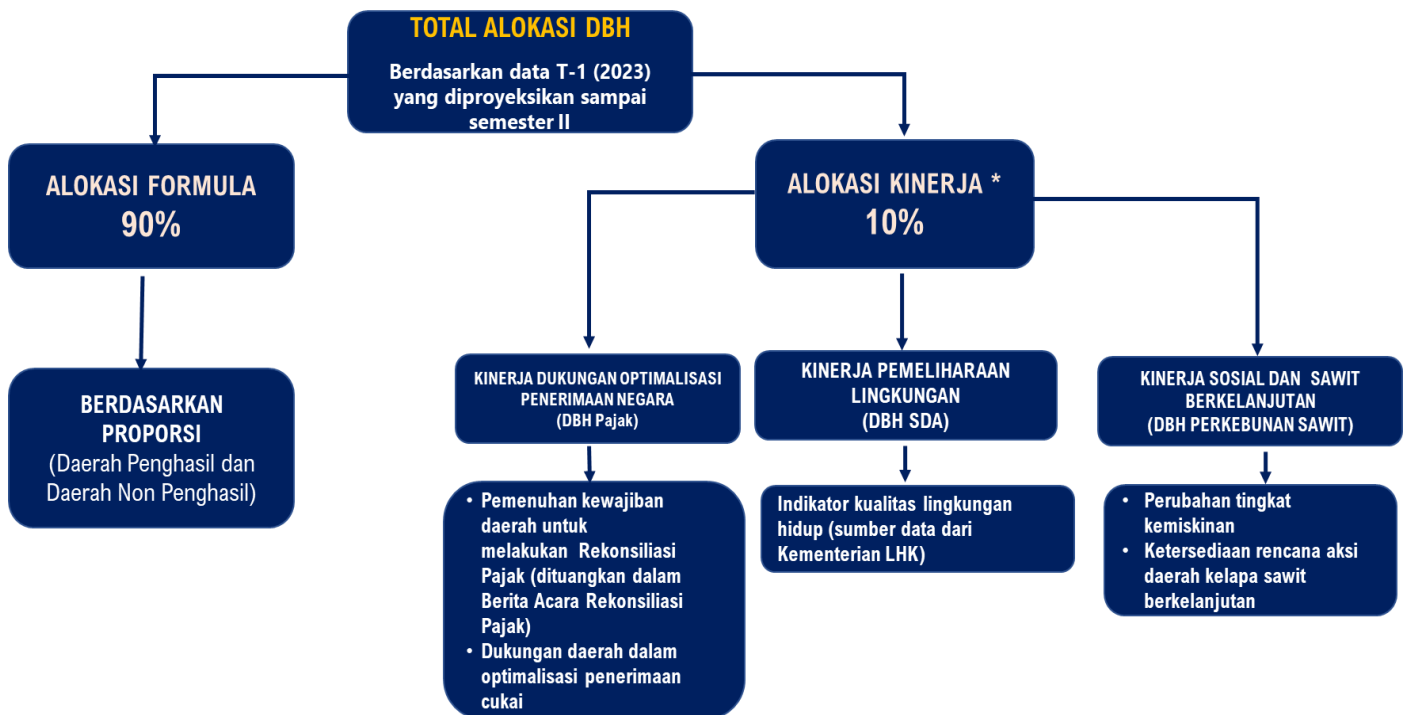 TOTAL ALOKASI DBH
Berdasarkan data T-1 (2023)
yang diproyeksikan sampai
semester II
ALOKASI FORMULA
90%
ALOKASI KINERJA *
10%
BERDASARKAN
PROPORSI
(Daerah Penghasil dan
Daerah Non Penghasil)
KINERJA DUKUNGAN OPTIMALISASI
PENERIMAAN NEGARA
(DBH Pajak)
• Pemenuhan kewajiban
daerah untuk
melakukan Rekonsiliasi
Pajak (dituangkan dalam
Berita Acara Rekonsiliasi
Pajak)
• Dukungan daerah dalam
optimalisasi penerimaan
cukai
KINERJA PEMELIHARAAN
LINGKUNGAN
(DBH SDA)
Indikator kualitas lingkungan
hidup (sumber data dari
Kementerian LHK)
KINERJA SOSIAL DAN SAWIT
BERKELANJUTAN
(DBH PERKEBUNAN SAWIT)
• Perubahan tingkat
kemiskinan
• Ketersediaan rencana aksi
daerah kelapa sawit
berkelanjutan